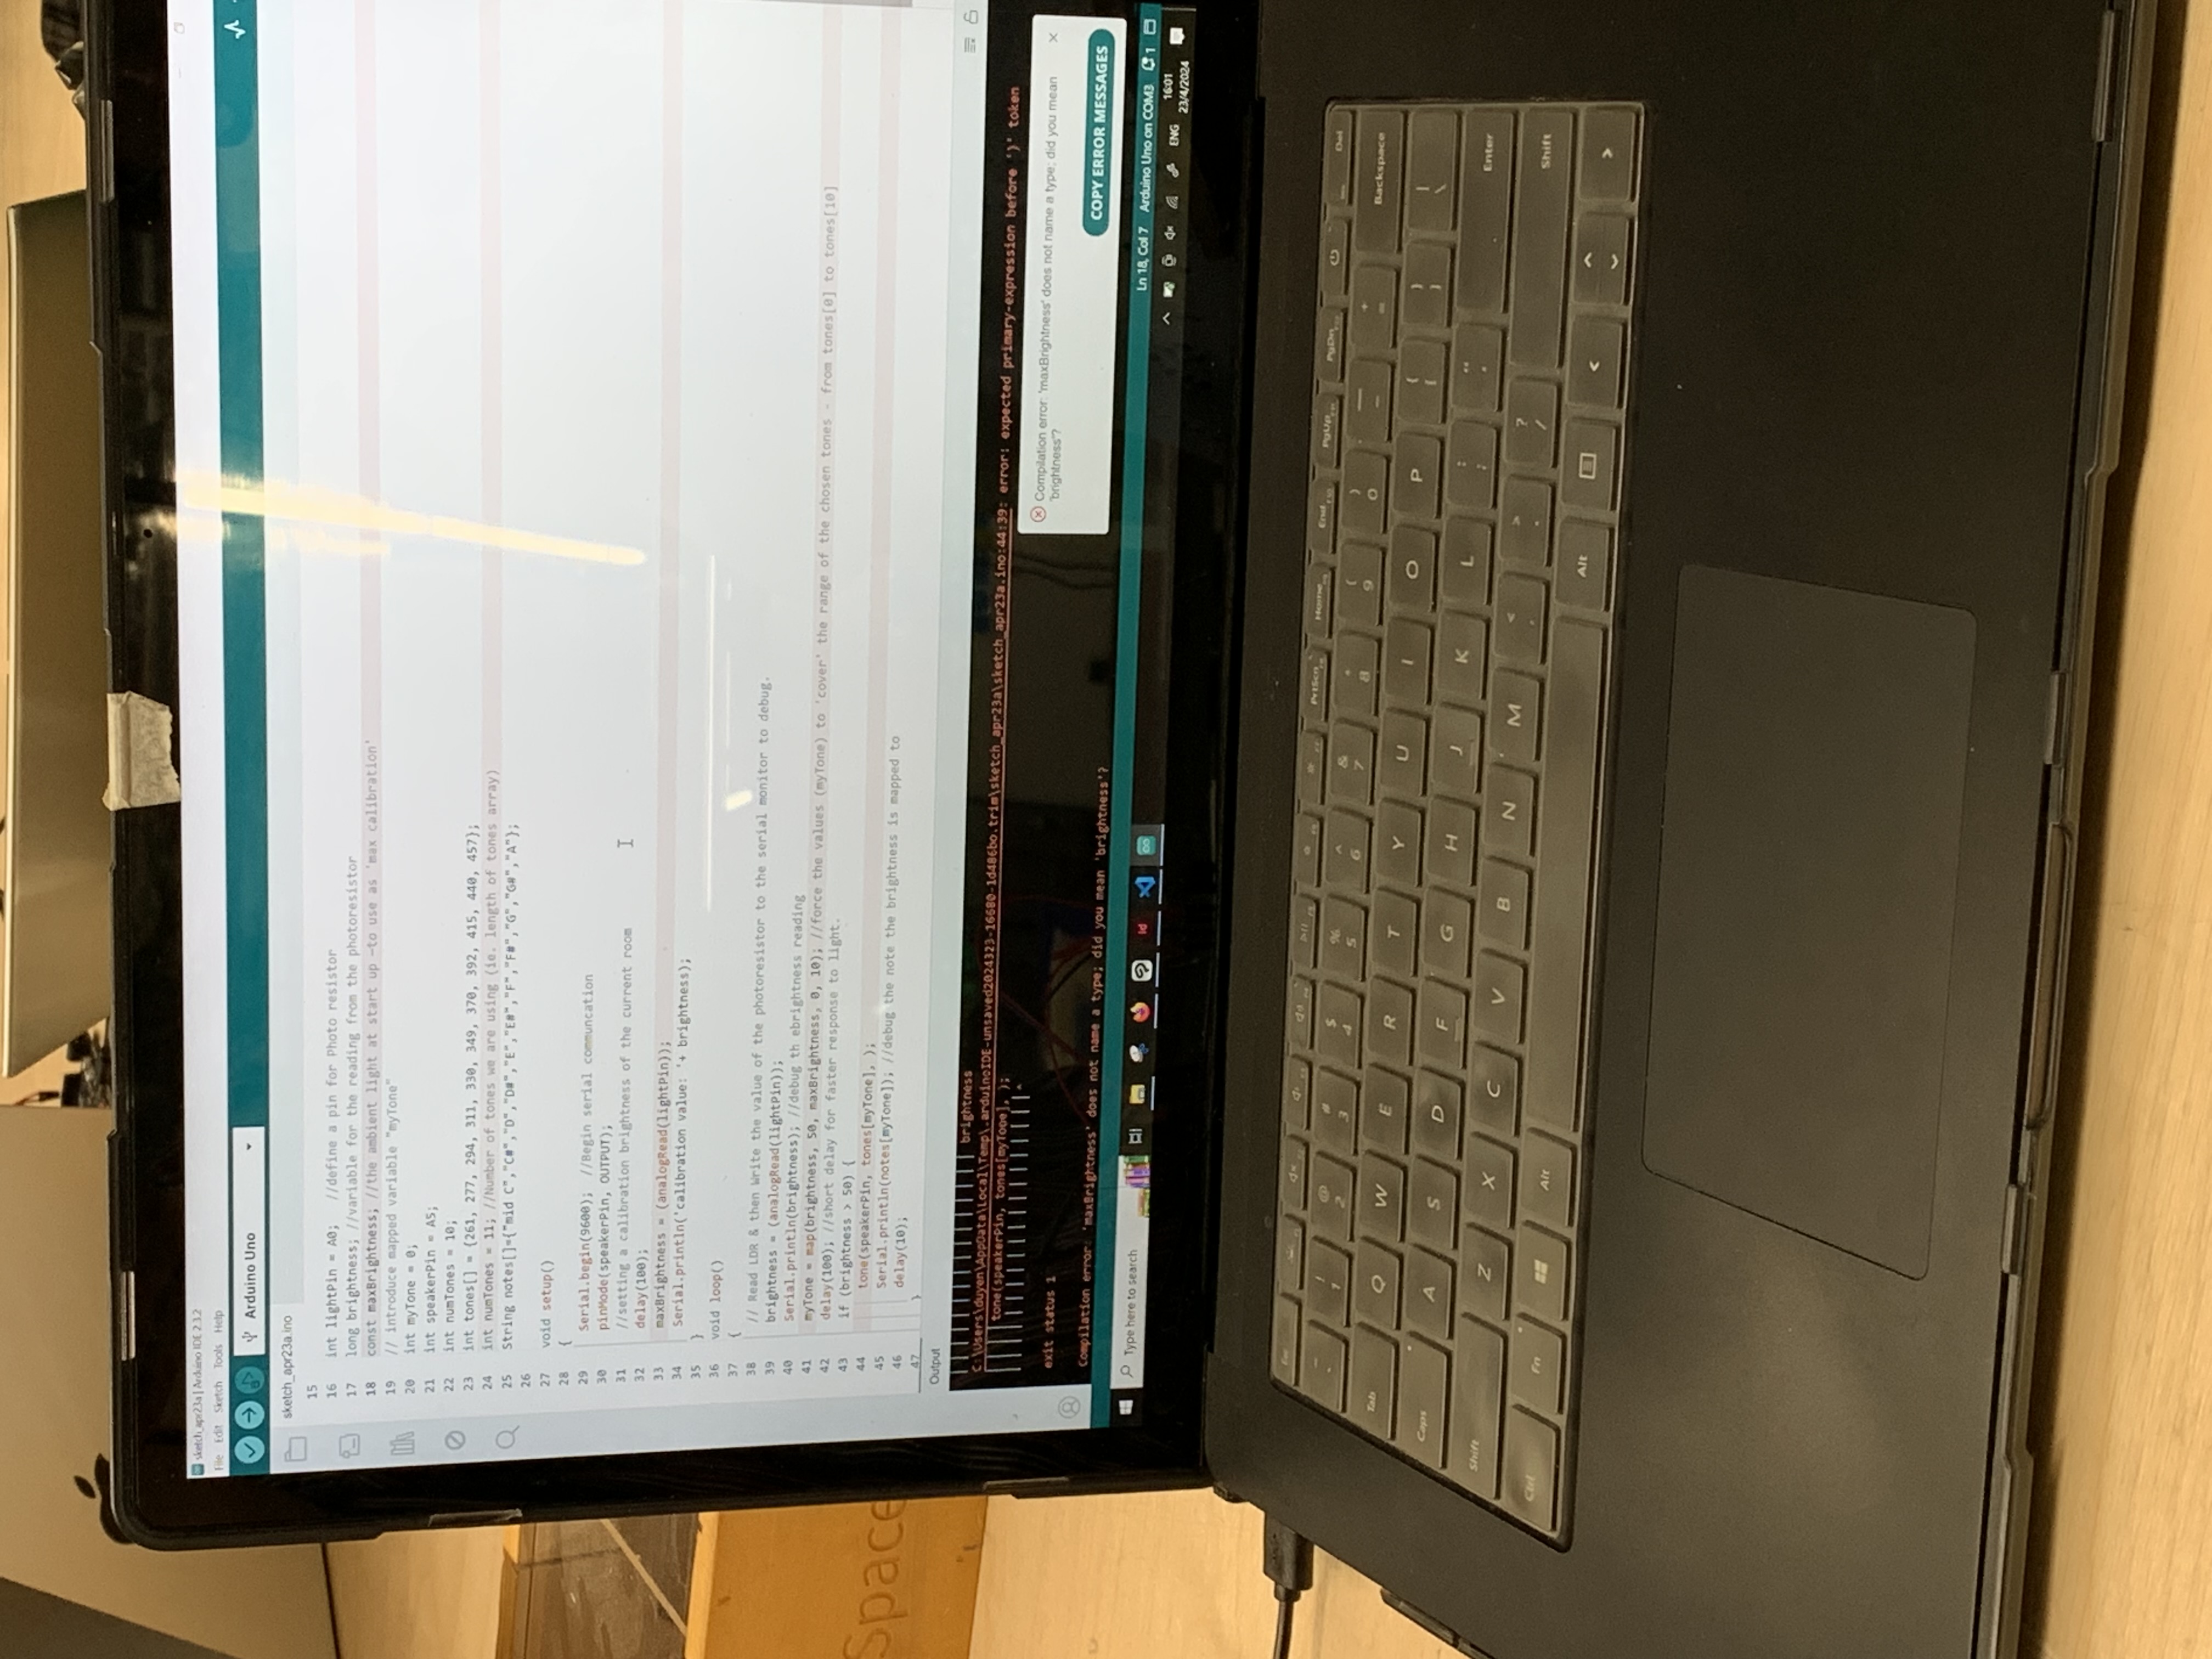 sketch_apr23a | Arduino IDE 2.3.2
File Edit Sketch Tools Help
Arduino Uno
sketch_apr23a.ino
15
16 int lightPin = A0; //define a pin for Photo resistor
17 long brightness; //variable for the reading from the photoresistor
18 const maxBrightness; //the ambient light at start up -to use as 'max calibration'
19 // introduce mapped variable "myTone"
20 int myTone = 0;
21 int speakerPin = A5;
22 int numTones = 10;
23 int tones[] = {261, 277, 294, 311, 330, 349, 370, 392, 415, 440, 457};
24 int numTones = 11; //Number of tones we are using (ie. length of tones array)
25 String notes[]={"mid C","C#","D","D#","E","E#","F","F#","G","G#","A"};
26
27 void setup()
28 {
29 Serial.begin(9600); //Begin serial communcation
30 pinMode(speakerPin, OUTPUT);
31 //setting a calibration brightness of the current room
32 delay(100);
33 maxBrightness = (analogRead(lightPin));
34 Serial.println('calibration value: '+ brightness);
35 }
36 void loop()
37 {
38 // Read LDR & then Write the value of the photoresistor to the serial monitor to debug.
39 brightness = (analogRead(lightPin));
40 Serial.println(brightness); //debug th ebrightness reading
41 myTone = map(brightness, 50, maxBrightness, 0, 10); //force the values (myTone) to 'cover' the range of the chosen tones - from tones[0] to tones[10]
42 delay(100); //short delay for faster response to light.
43 if (brightness > 50) {
44 tone(speakerPin, tones[myTone], );
45 Serial.println(notes[myTone]); //debug the note the brightness is mapped to
46 delay(10);
47 }
Output
brightness
C:\Users\duyen\AppData\Local\Temp\.arduinoIDE-unsaved2024323-16680-1d486bo.trim\sketch_apr23a\sketch_apr23a.ino:44:39: error: expected primary-expression before ')' token
tone(speakerPin, tones[myTone], );
^
exit status 1
Compilation error: 'maxBrightness' does not name a type; did you mean 'brightness'?
Compilation error: 'maxBrightness' does not name a type; did you mean
'brightness'?
COPY ERROR MESSAGES
Ln 18, Col 7 Arduino Uno on COM3 1
Type here to search
Id
ENG
16:01
23/4/2024
Space
Esc PrtScn Home End PgUp PgDn Del
! 1 @ 2 # 3 $ 4 % 5 ^ 6 & 7 * 8 ( 9 ) 0 — - + = Backspace
Tab Q W E R T Y U I O P { [ } ] | \
Caps A S D F G H J K L : ; Enter
Shift Z X C V B N M < , > . ? / Shift
Ctrl Fn Alt Alt